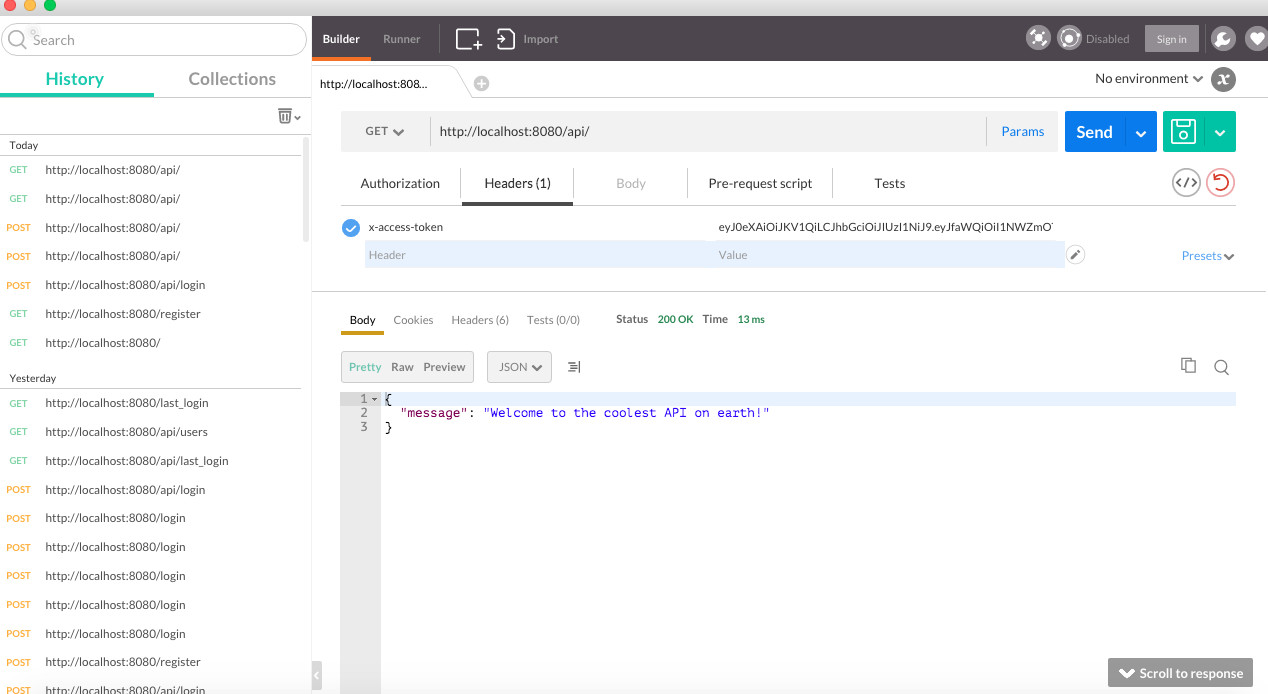 Search
History Collections
Today
GET http://localhost:8080/api/
GET http://localhost:8080/api/
POST http://localhost:8080/api/
POST http://localhost:8080/api/
POST http://localhost:8080/api/login
GET http://localhost:8080/register
GET http://localhost:8080/
Yesterday
GET http://localhost:8080/last_login
GET http://localhost:8080/api/users
GET http://localhost:8080/api/last_login
POST http://localhost:8080/api/login
POST http://localhost:8080/login
POST http://localhost:8080/login
POST http://localhost:8080/login
POST http://localhost:8080/login
POST http://localhost:8080/login
POST http://localhost:8080/register
POST http://localhost:8080/api/login
Builder Runner Import Disabled Sign in
http://localhost:808... No environment
GET http://localhost:8080/api/ Params Send
Authorization Headers (1) Body Pre-request script Tests
x-access-token eyJ0eXAiOiJKV1QiLCJhbGciOiJIUzI1NiJ9.eyJfaWQiOiI1NWZmO
Header Value Presets
Body Cookies Headers (6) Tests (0/0) Status 200 OK Time 13 ms
Pretty Raw Preview JSON
1 {
2 "message": "Welcome to the coolest API on earth!"
3 }
Scroll to response